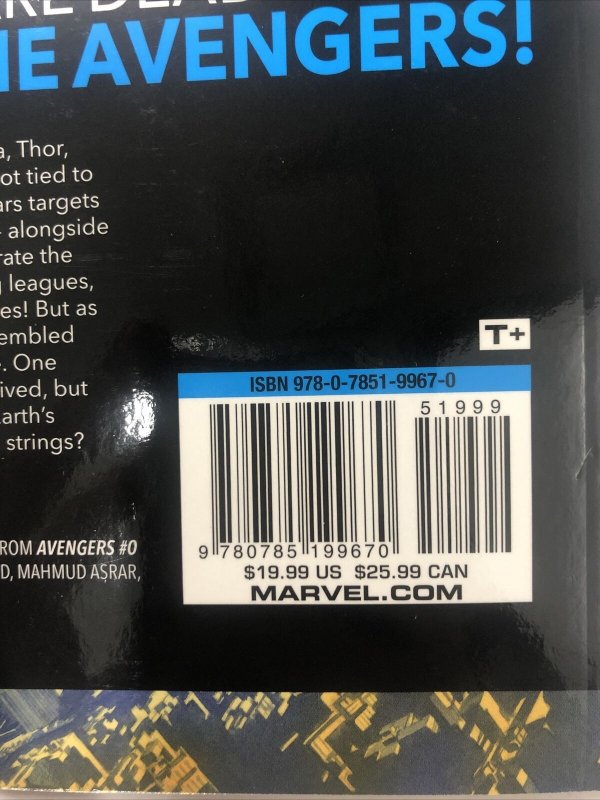 E AVENGERS!
, Thor,
ot tied to
ars targets
alongside
rate the
leagues,
es! But as
embled
. One
ived, but
arth's
strings?
T+
ISBN 978-0-7851-9967-0
51999
9 780785 199670
$19.99 US $25.99 CAN
MARVEL.COM
ROM AVENGERS #0
D, MAHMUD ASRAR,